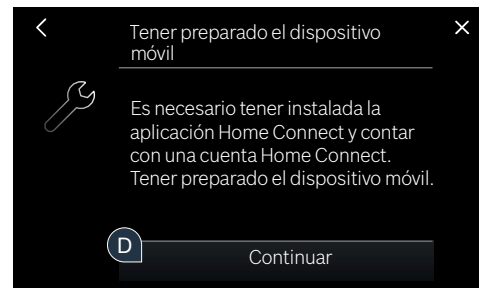 Tener preparado el dispositivo
móvil
Es necesario tener instalada la
aplicación Home Connect y contar
con una cuenta Home Connect.
Tener preparado el dispositivo móvil.
D
Continuar